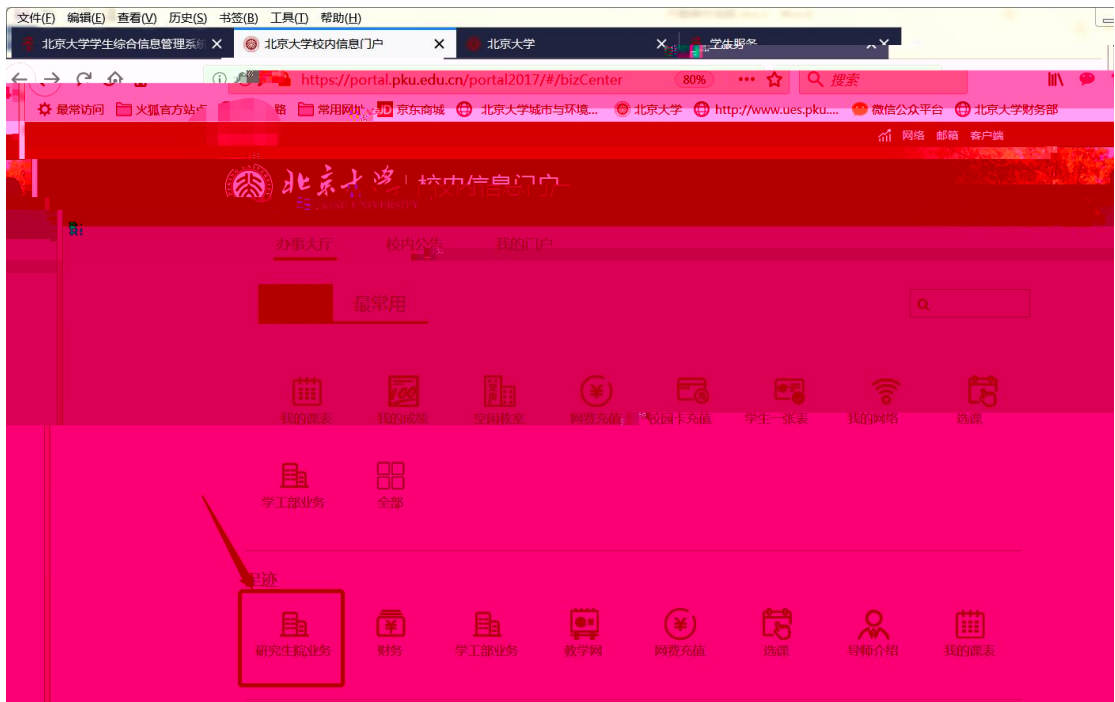 文件(F) 编辑(E) 查看(V) 历史(S) 书签(B) 工具(T) 帮助(H)
北京大学学生综合信息管理系统 北京大学校内信息门户 北京大学 学生服务
https://portal.pku.edu.cn/portal2017/#/bizCenter 80% 搜索
最常访问 火狐官方站点 常用网址 京东商城 北京大学城市与环境... 北京大学 http://www.ues.pku.... 微信公众平台 北京大学财务部
网络 邮箱 客户端
北京大学 校内信息门户
办事大厅 校内公告 我的门户
最常用
我的课表 我的成绩 空闲教室 网费充值 校园卡充值 学生一张表 我的网络 选课
学工部业务 全部
足迹
研究生院业务 财务 学工部业务 教学网 网费充值 选课 导师介绍 我的课表